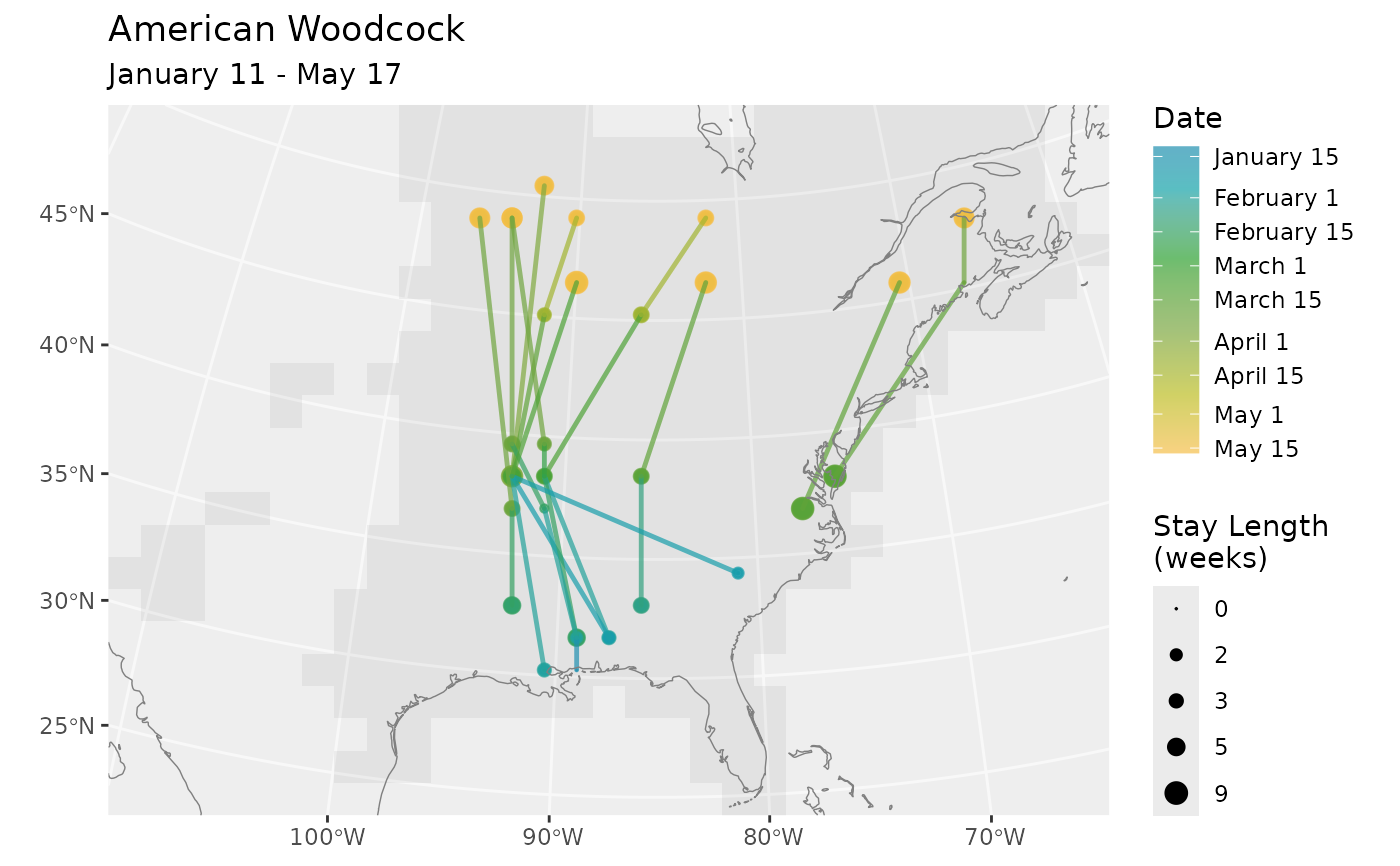 American Woodcock
January 11 - May 17
45°N
40°N
35°N
30°N
25°N
100°W
90°W
80°W
70°W
Date
January 15
February 1
February 15
March 1
March 15
April 1
April 15
May 1
May 15
Stay Length
(weeks)
0
2
3
5
9